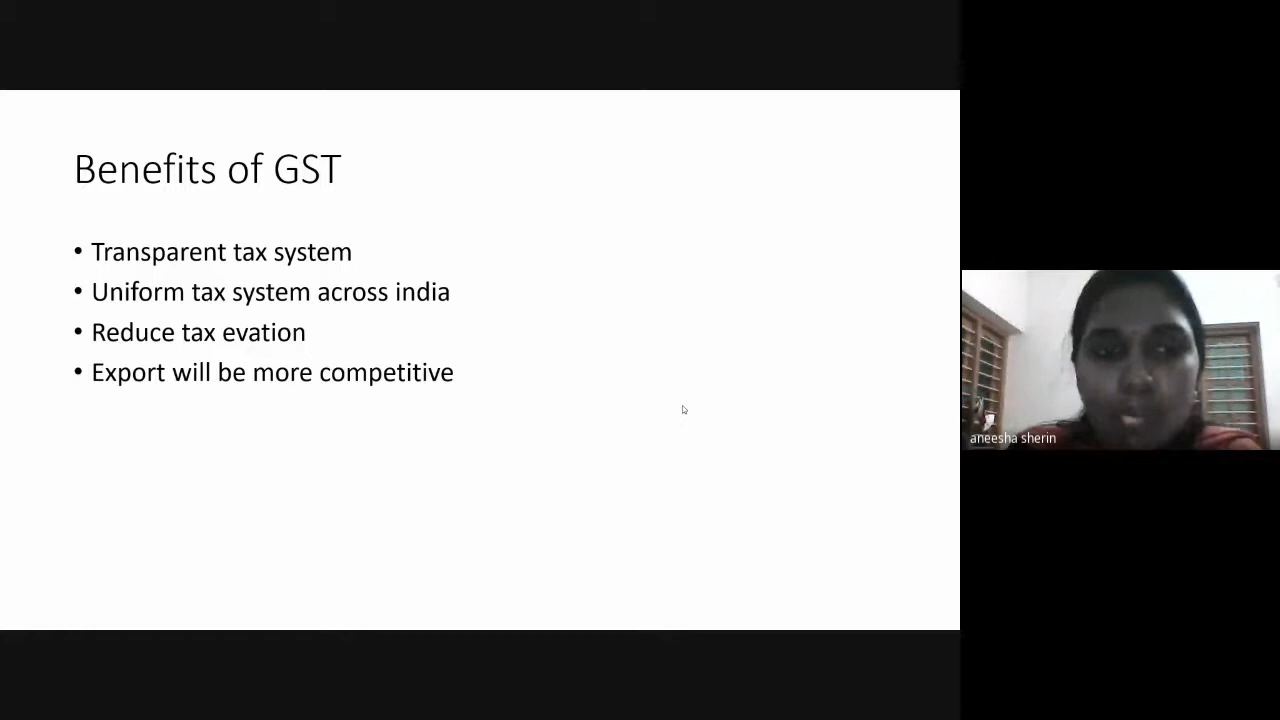 Benefits of GST
• Transparent tax system
• Uniform tax system across india
• Reduce tax evation
• Export will be more competitive
aneesha sherin